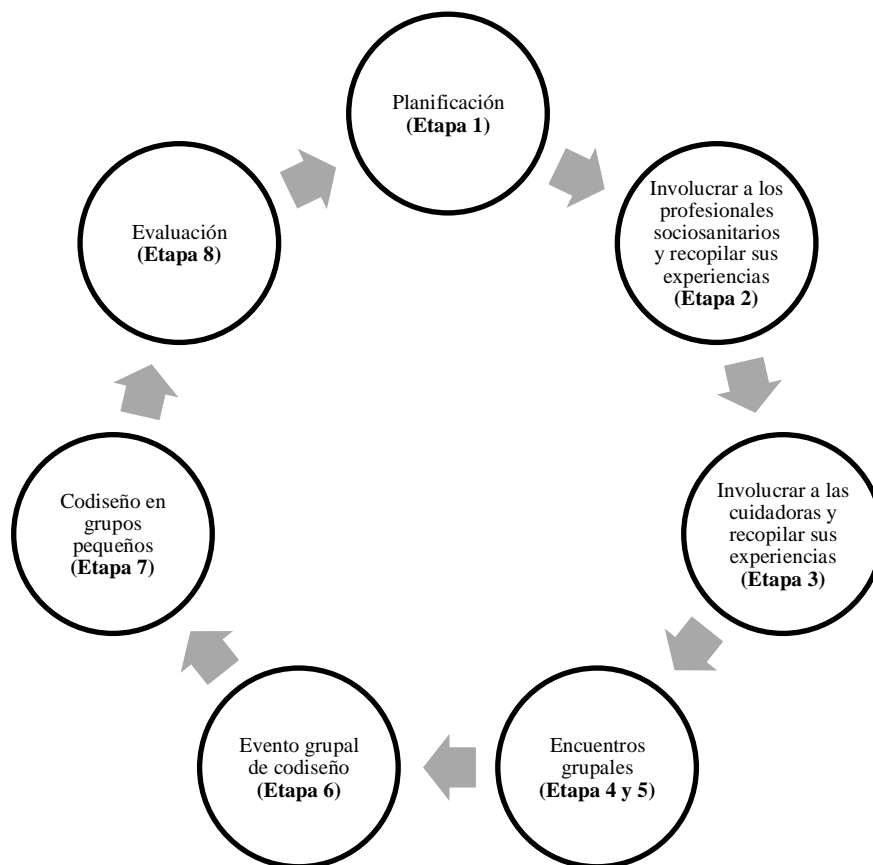 Planificación
(Etapa 1)
Involucrar a los
profesionales
sociosanitarios
y recopilar sus
experiencias
(Etapa 2)
Involucrar a las
cuidadoras y
recopilar sus
experiencias
(Etapa 3)
Encuentros
grupales
(Etapa 4 y 5)
Evento grupal
de codiseño
(Etapa 6)
Codiseño en
grupos
pequeños
(Etapa 7)
Evaluación
(Etapa 8)